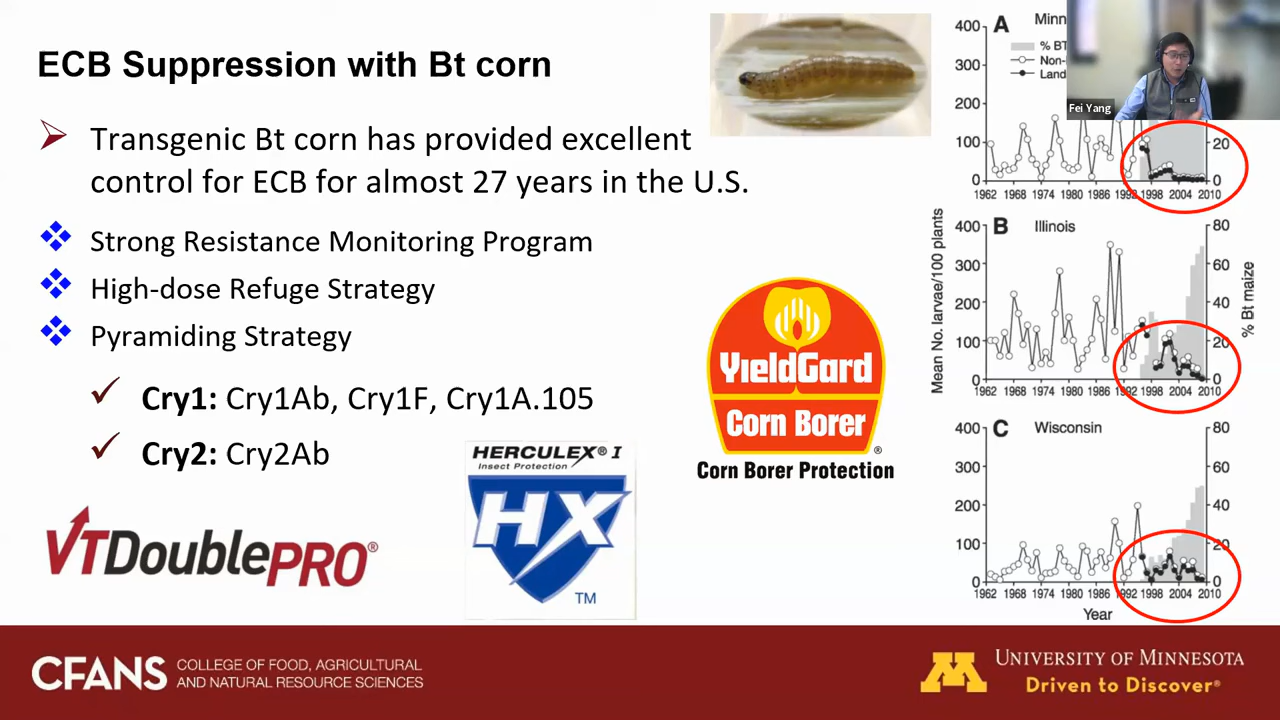 ECB Suppression with Bt corn
Transgenic Bt corn has provided excellent
control for ECB for almost 27 years in the U.S.
Strong Resistance Monitoring Program
High-dose Refuge Strategy
Pyramiding Strategy
Cry1: Cry1Ab, Cry1F, Cry1A.105
Cry2: Cry2Ab
VTDoublePRO®
HERCULEX® I
Insect Protection
HX
TM
YieldGard
Corn Borer
®
Corn Borer Protection
Fei Yang
Mean No. larvae/100 plants
% Bt maize
A
Minn
% BT
Non-
Land
400
300
200
100
0
20
0
1962 1968 1974 1980 1986 1992 1998 2004 2010
B Illinois
400
300
200
100
0
80
60
40
20
0
1962 1968 1974 1980 1986 1992 1998 2004 2010
C Wisconsin
400
300
200
100
0
80
60
40
20
0
1962 1968 1974 1980 1986 1992 1998 2004 2010
Year
CFANS
COLLEGE OF FOOD, AGRICULTURAL
AND NATURAL RESOURCE SCIENCES
M
UNIVERSITY OF MINNESOTA
Driven to Discover®